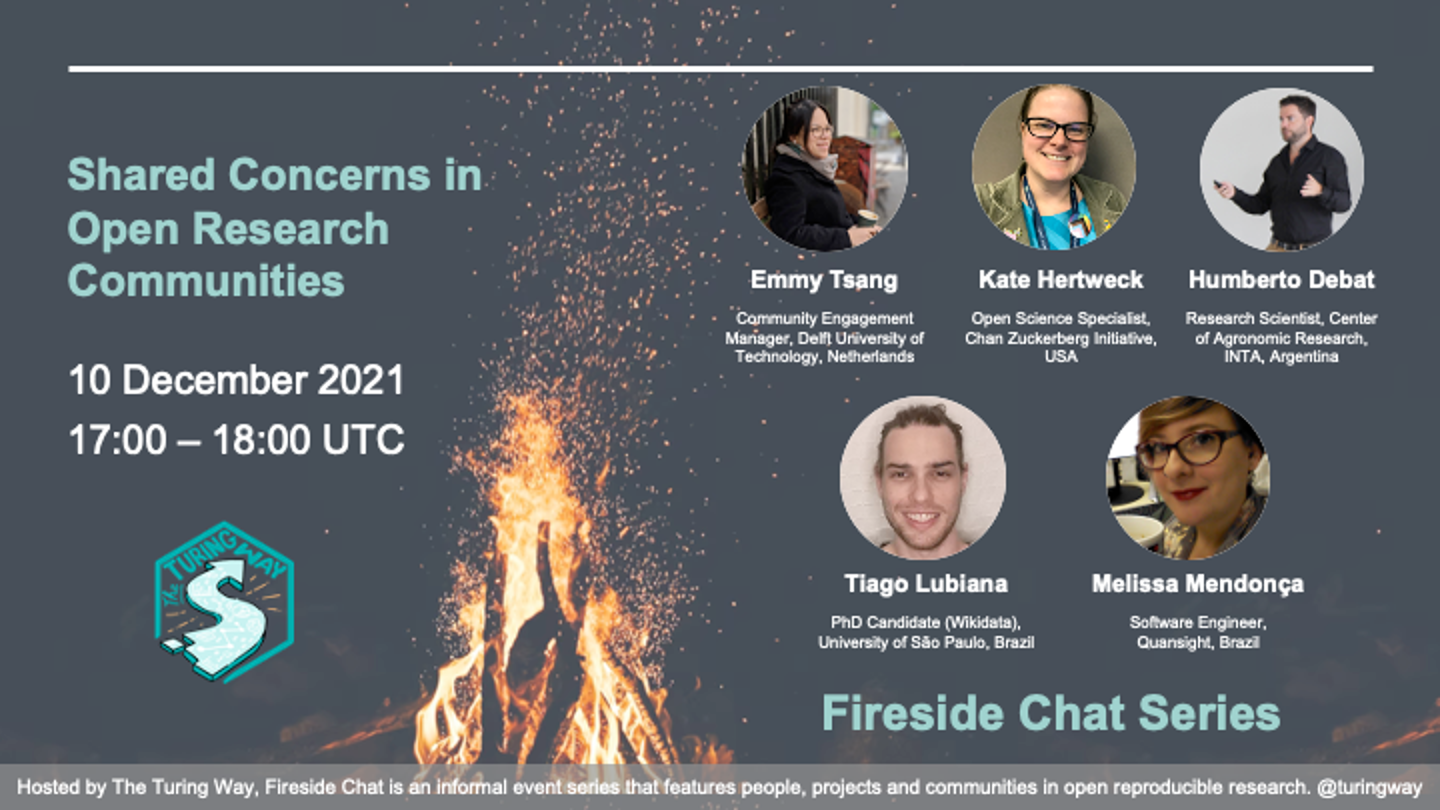 Shared Concerns in
Open Research
Communities
10 December 2021
17:00 – 18:00 UTC
The TURING WAY
Emmy Tsang
Community Engagement
Manager, Delft University of
Technology, Netherlands
Kate Hertweck
Open Science Specialist,
Chan Zuckerberg Initiative,
USA
Humberto Debat
Research Scientist, Center
of Agronomic Research,
INTA, Argentina
Tiago Lubiana
PhD Candidate (Wikidata),
University of São Paulo, Brazil
Melissa Mendonça
Software Engineer,
Quansight, Brazil
Fireside Chat Series
Hosted by The Turing Way, Fireside Chat is an informal event series that features people, projects and communities in open reproducible research. @turingway